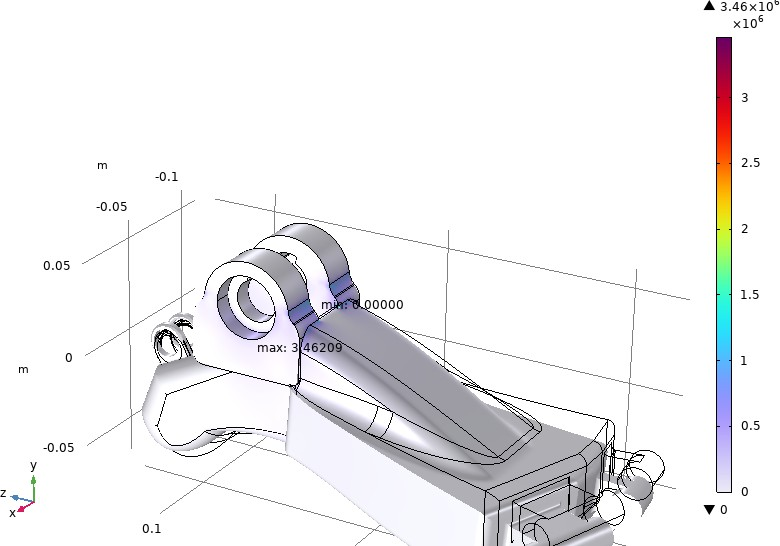 ▲ 3.46×10⁶
×10⁶
3
2.5
2
1.5
1
0.5
0
▼ 0
m
-0.1
-0.05
0.05
0
m
-0.05
0.1
min: 0.00000
max: 3.46209
y
z
x